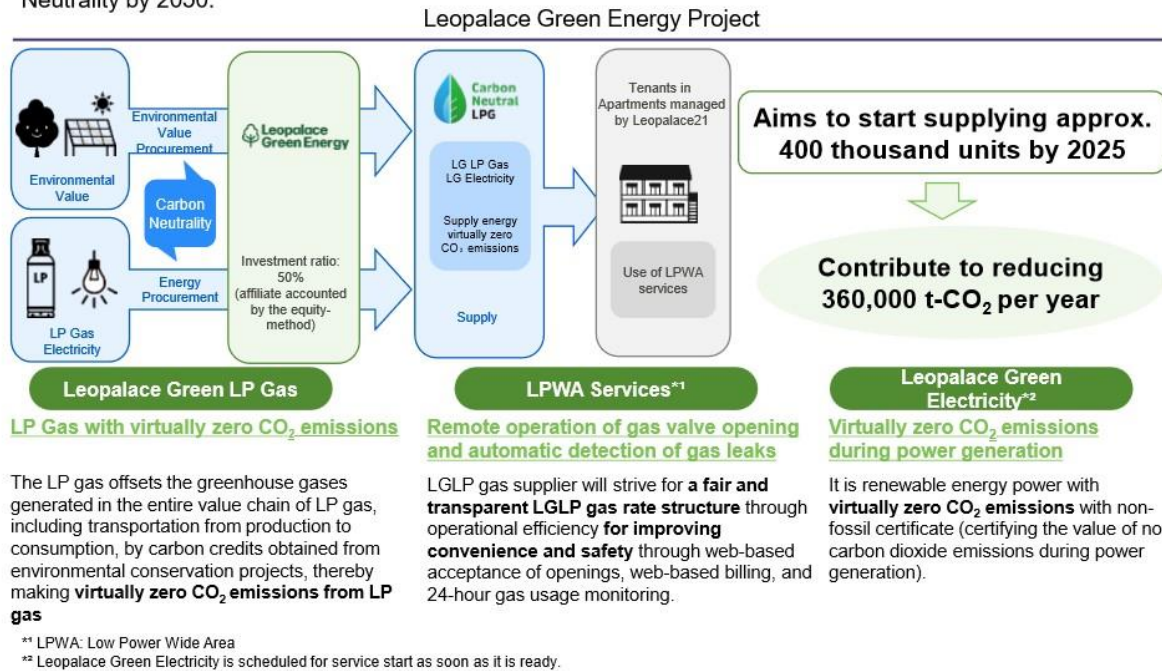 Neutrality by 2050.
Leopalace Green Energy Project
Environmental
Value
Procurement
Environmental
Value
Carbon
Neutrality
LP
Energy
Procurement
LP Gas
Electricity
Leopalace
Green Energy
Investment ratio:
50%
(affiliate accounted
by the equity-
method)
Carbon
Neutral
LPG
LG LP Gas
LG Electricity
Supply energy
virtually zero
CO₂ emissions
Supply
Tenants in
Apartments managed
by Leopalace21
Use of LPWA
services
Aims to start supplying approx.
400 thousand units by 2025
Contribute to reducing
360,000 t-CO₂ per year
Leopalace Green LP Gas
LP Gas with virtually zero CO₂ emissions
The LP gas offsets the greenhouse gases
generated in the entire value chain of LP gas,
including transportation from production to
consumption, by carbon credits obtained from
environmental conservation projects, thereby
making virtually zero CO₂ emissions from LP
gas
LPWA Services*¹
Remote operation of gas valve opening
and automatic detection of gas leaks
LGLP gas supplier will strive for a fair and
transparent LGLP gas rate structure through
operational efficiency for improving
convenience and safety through web-based
acceptance of openings, web-based billing, and
24-hour gas usage monitoring.
Leopalace Green
Electricity*²
Virtually zero CO₂ emissions
during power generation
It is renewable energy power with
virtually zero CO₂ emissions with non-
fossil certificate (certifying the value of no
carbon dioxide emissions during power
generation).
*¹ LPWA: Low Power Wide Area
*² Leopalace Green Electricity is scheduled for service start as soon as it is ready.